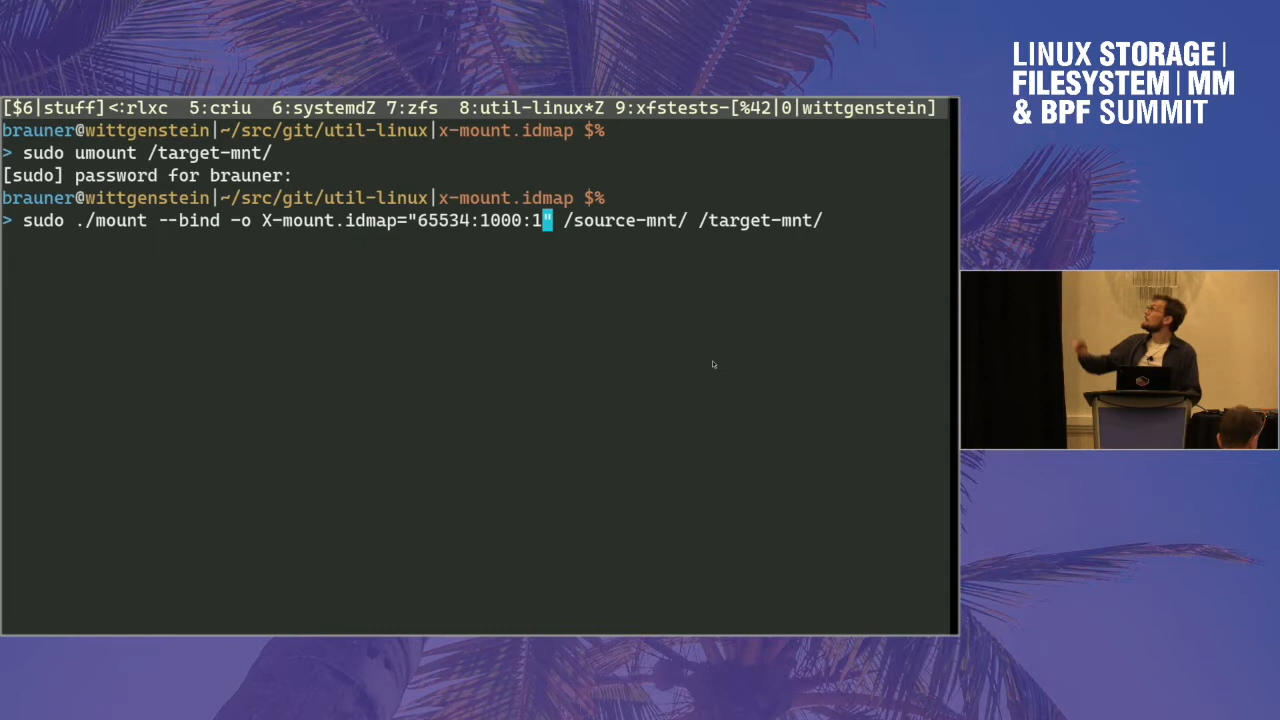 LINUX STORAGE |
FILESYSTEM | MM
& BPF SUMMIT
[$6|stuff]<:rlxc  5:criu  6:systemdZ 7:zfs  8:util-linux*Z 9:xfstests-[%42|0|wittgenstein]
brauner@wittgenstein|~/src/git/util-linux|x-mount.idmap $%
> sudo umount /target-mnt/
[sudo] password for brauner:
brauner@wittgenstein|~/src/git/util-linux|x-mount.idmap $%
> sudo ./mount --bind -o X-mount.idmap="65534:1000:1" /source-mnt/ /target-mnt/